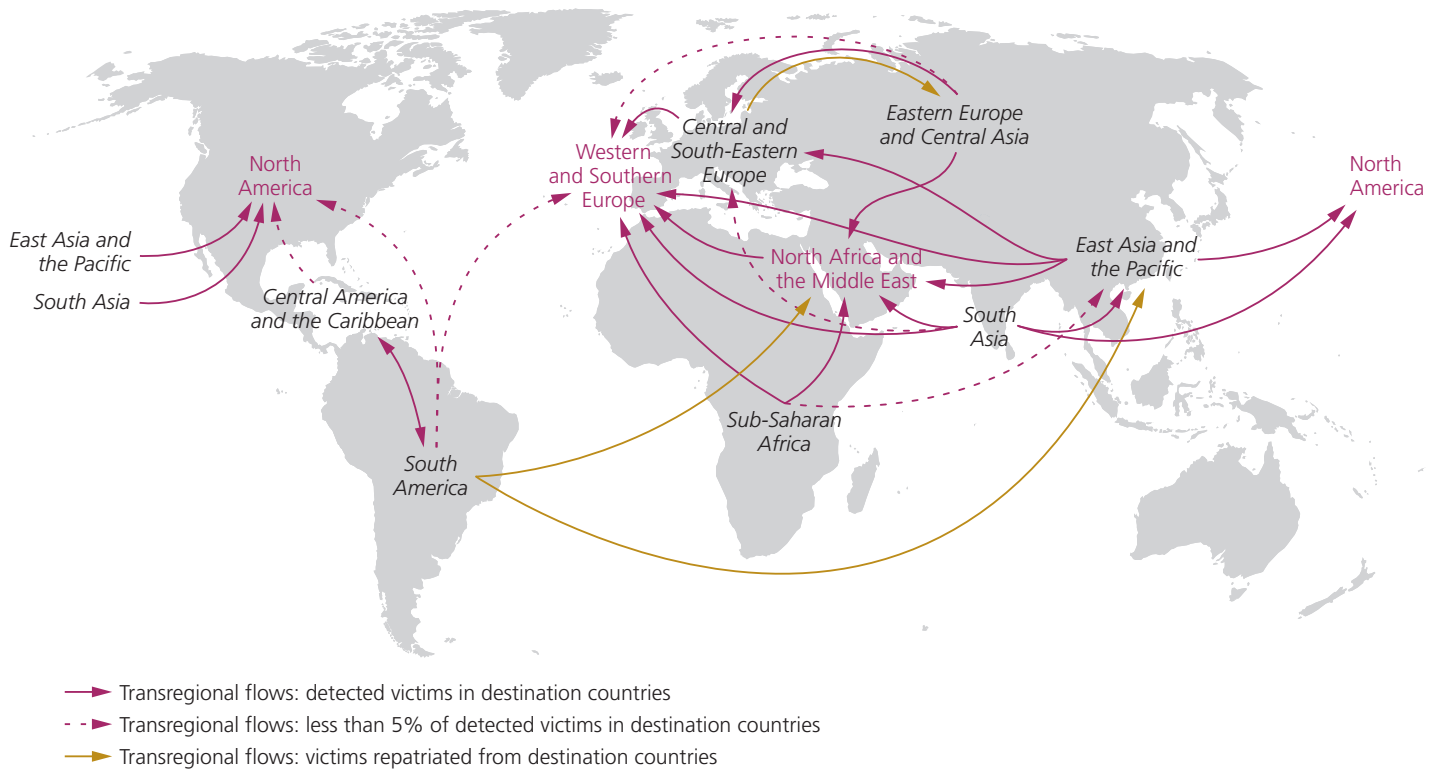 Eastern Europe
and Central Asia
Central and
South-Eastern
Europe
Western
and Southern
Europe
North
America
North
America
East Asia and
the Pacific
South Asia
Central America
and the Caribbean
North Africa and
the Middle East
East Asia and
the Pacific
South
Asia
Sub-Saharan
Africa
South
America
Transregional flows: detected victims in destination countries
Transregional flows: less than 5% of detected victims in destination countries
Transregional flows: victims repatriated from destination countries